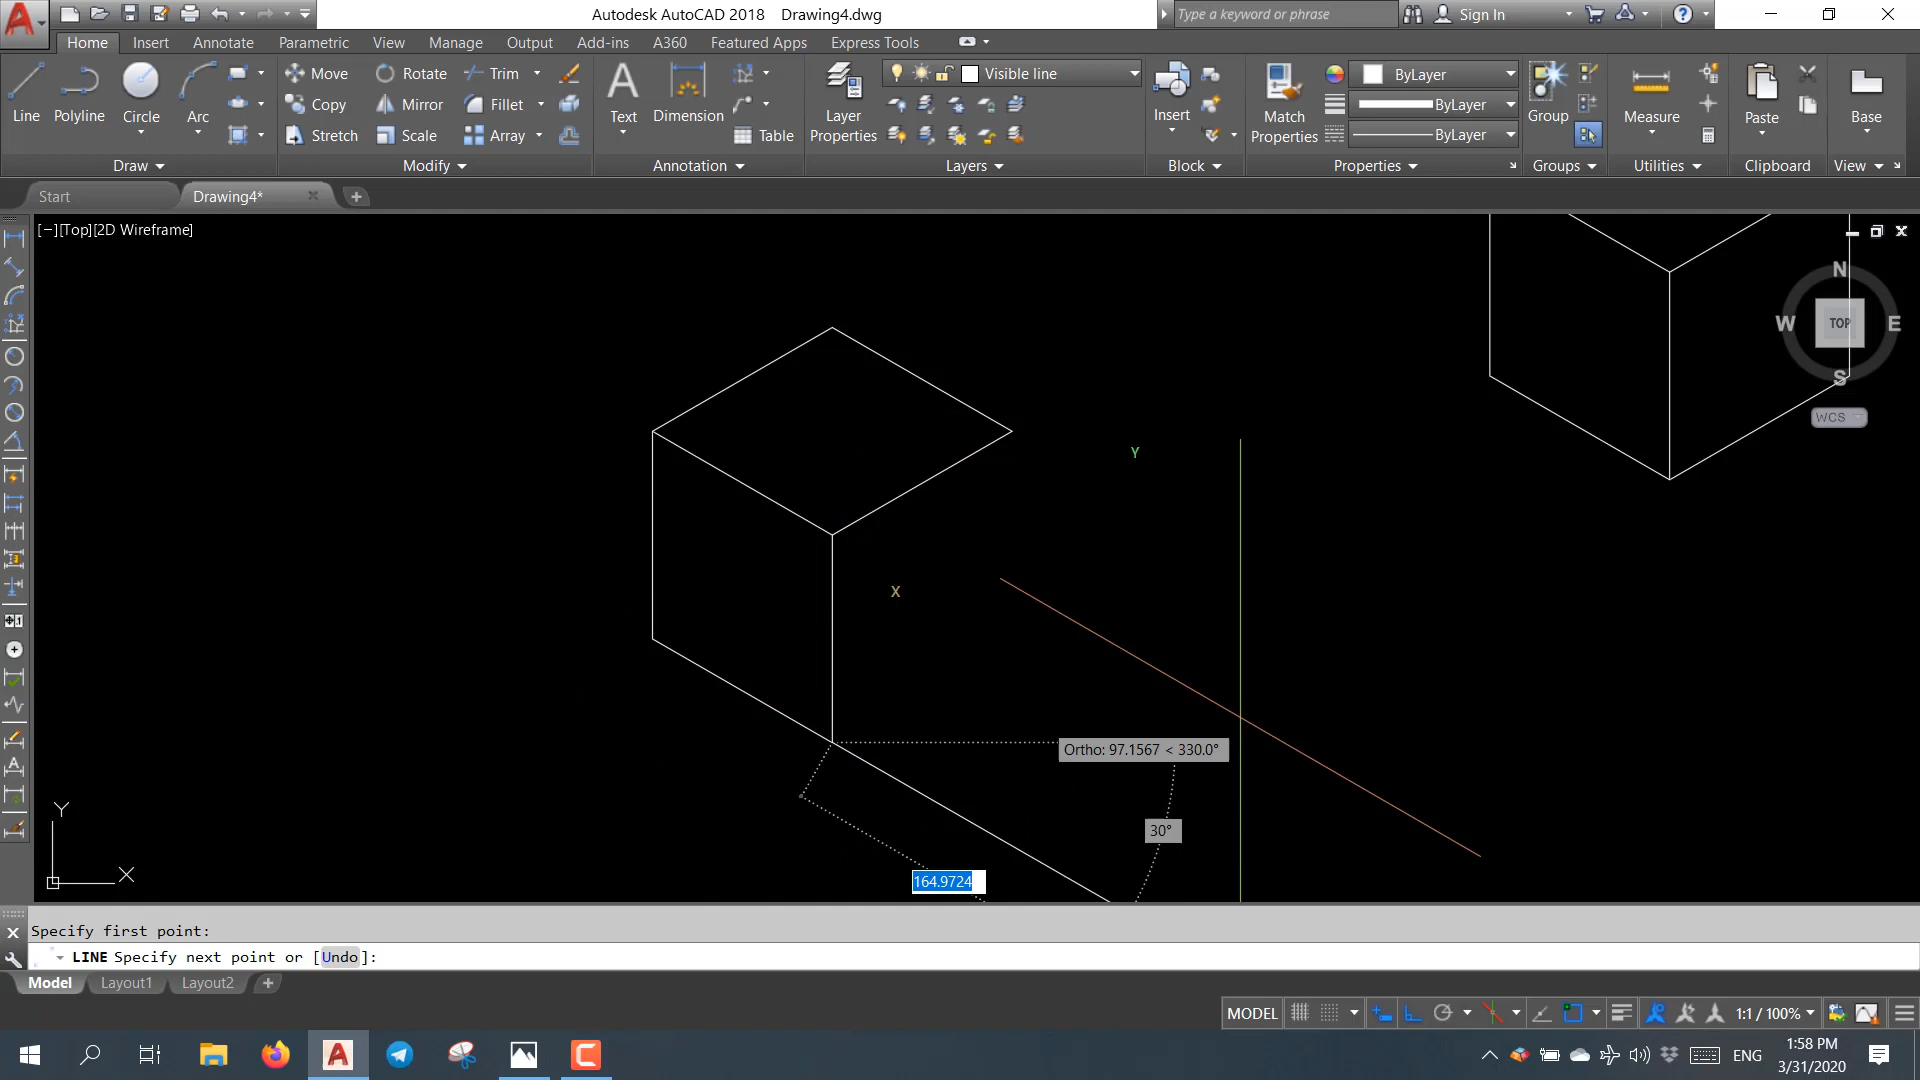 Autodesk AutoCAD 2018 Drawing4.dwg
Type a keyword or phrase
Sign In
Home Insert Annotate Parametric View Manage Output Add-ins A360 Featured Apps Express Tools
Line
Polyline
Circle
Arc
Draw
Move
Rotate
Trim
Copy
Mirror
Fillet
Stretch
Scale
Array
Modify
Text
Dimension
Table
Annotation
Layer
Properties
Visible line
Layers
Insert
Block
Match
Properties
ByLayer
ByLayer
ByLayer
Properties
Group
Groups
Measure
Utilities
Paste
Clipboard
Base
View
Start
Drawing4*
[−][Top][2D Wireframe]
N
W
TOP
E
S
WCS
Y
X
Ortho: 97.1567 < 330.0°
30°
164.9724
Y
X
Specify first point:
LINE Specify next point or [Undo]:
Model Layout1 Layout2
MODEL
1:1 / 100%
ENG
1:58 PM
3/31/2020